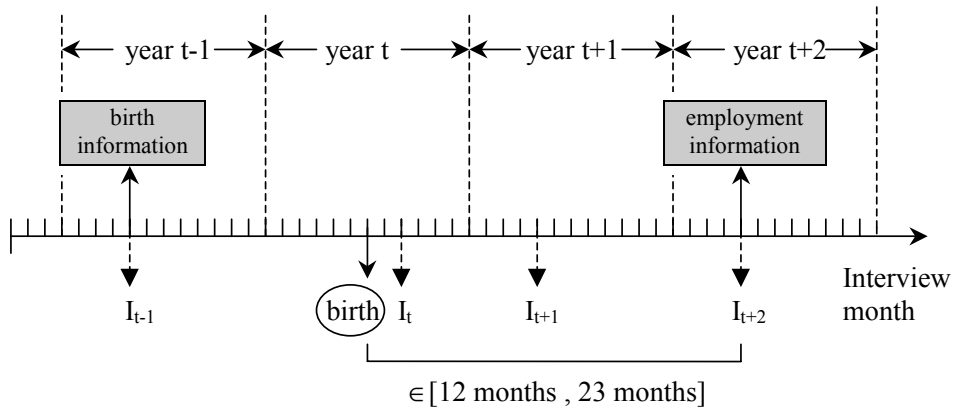 year t-1 year t year t+1 year t+2
birth
information
employment
information
birth
I_{t-1} I_t I_{t+1} I_{t+2}
Interview
month
∈[12 months , 23 months]